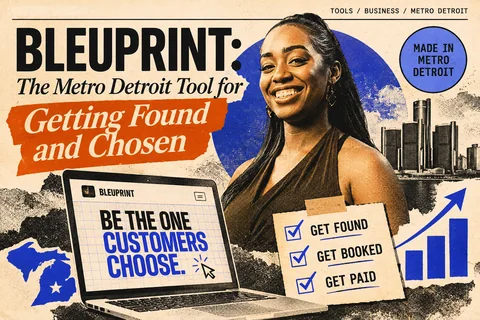 TOOLS / BUSINESS / METRO DETROIT
BLEUPRINT:
The Metro Detroit Tool for
Getting Found
and Chosen
MADE IN
METRO
DETROIT
BLEUPRINT
BE THE ONE
CUSTOMERS
CHOOSE.
GET FOUND
GET BOOKED
GET PAID